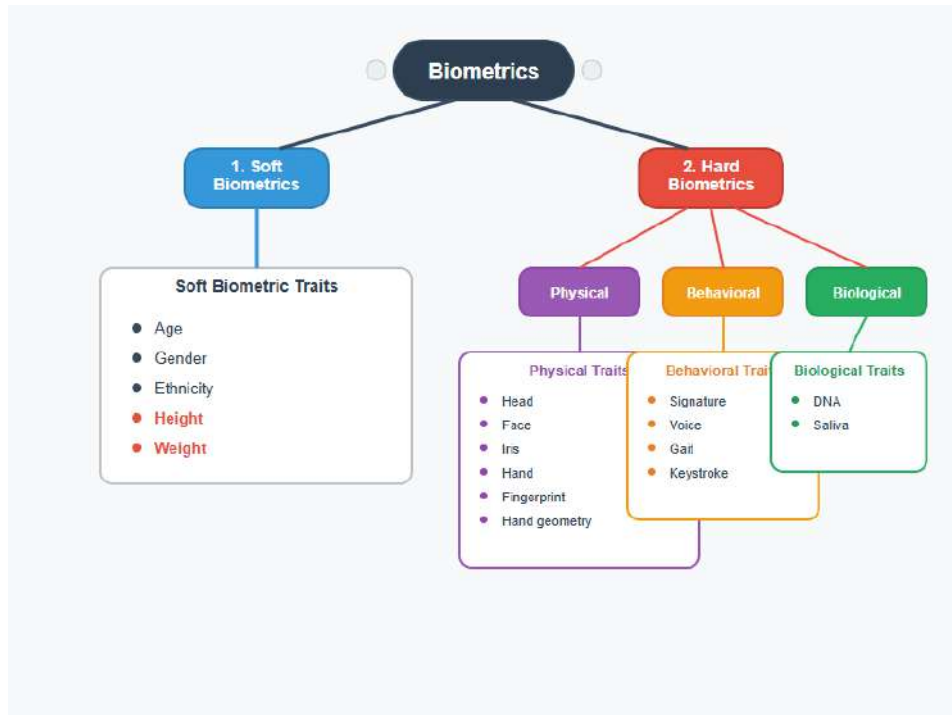 Biometrics
1. Soft
Biometrics
2. Hard
Biometrics
Soft Biometric Traits
Age
Gender
Ethnicity
Height
Weight
Physical
Behavioral
Biological
Physical Traits
Head
Face
Iris
Hand
Fingerprint
Hand geometry
Behavioral Trai
Signature
Voice
Gait
Keystroke
Biological Traits
DNA
Saliva